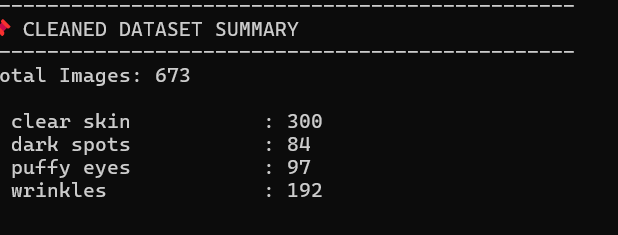 ------------------------------------------------
📌 CLEANED DATASET SUMMARY
------------------------------------------------
otal Images: 673
clear skin : 300
dark spots : 84
puffy eyes : 97
wrinkles : 192